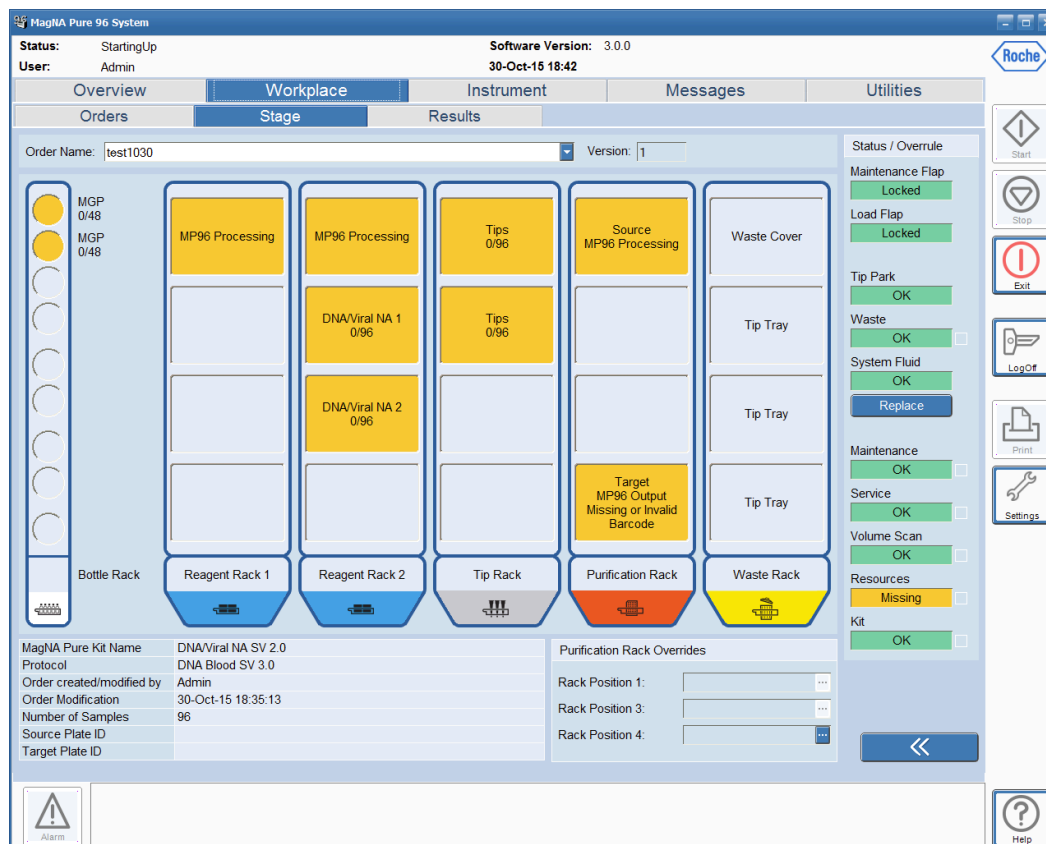 MagNA Pure 96 System
Status: StartingUp
Software Version: 3.0.0
User: Admin
30-Oct-15 18:42
Roche
Overview Workplace Instrument Messages Utilities
Orders Stage Results
Order Name: test1030 Version: 1
MGP
0/48
MGP
0/48
Bottle Rack
MP96 Processing
Reagent Rack 1
MP96 Processing
DNA/Viral NA 1
0/96
DNA/Viral NA 2
0/96
Reagent Rack 2
Tips
0/96
Tips
0/96
Tip Rack
Source
MP96 Processing
Target
MP96 Output
Missing or Invalid
Barcode
Purification Rack
Waste Cover
Tip Tray
Tip Tray
Tip Tray
Waste Rack
Status / Overrule
Maintenance Flap
Locked
Load Flap
Locked
Tip Park
OK
Waste
OK
System Fluid
OK
Replace
Maintenance
OK
Service
OK
Volume Scan
OK
Resources
Missing
Kit
OK
MagNA Pure Kit Name DNA/Viral NA SV 2.0
Protocol DNA Blood SV 3.0
Order created/modified by Admin
Order Modification 30-Oct-15 18:35:13
Number of Samples 96
Source Plate ID
Target Plate ID
Purification Rack Overrides
Rack Position 1: ...
Rack Position 3: ...
Rack Position 4: ...
Start
Stop
Exit
LogOff
Print
Settings
Alarm
Help